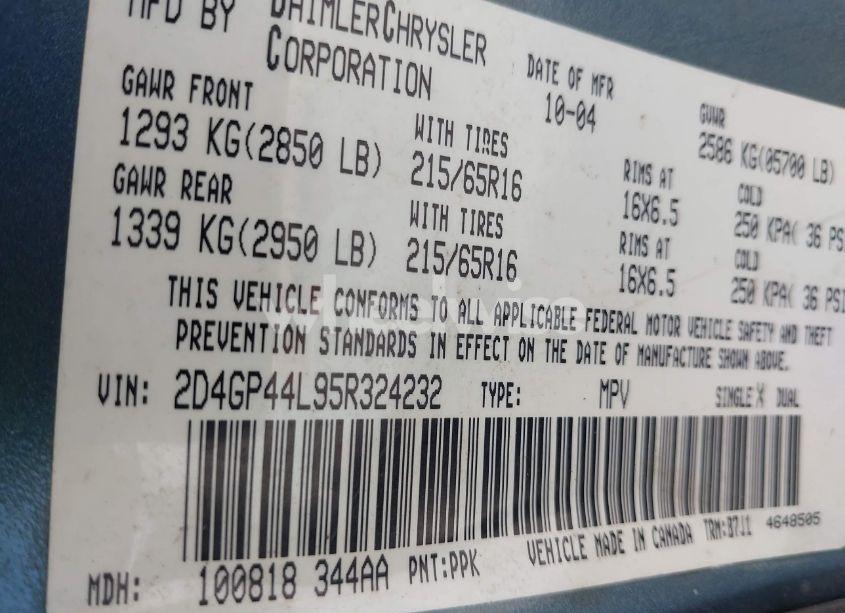 MFD BY DAIMLERCHRYSLER CORPORATION
DATE OF MFR 10-04
GVWR 2586 KG(05700 LB)
GAWR FRONT
1293 KG(2850 LB) WITH TIRES 215/65R16 RIMS AT 16X6.5 COLD 250 KPA( 36 PSI
GAWR REAR
1339 KG(2950 LB) WITH TIRES 215/65R16 RIMS AT 16X6.5 COLD 250 KPA( 36 PSI
THIS VEHICLE CONFORMS TO ALL APPLICABLE FEDERAL MOTOR VEHICLE SAFETY AND THEFT
PREVENTION STANDARDS IN EFFECT ON THE DATE OF MANUFACTURE SHOWN ABOVE.
VIN: 2D4GP44L95R324232 TYPE: MPV SINGLE X DUAL
MDH: 100818 344AA PNT:PPK VEHICLE MADE IN CANADA TRM:B7J1 4648505